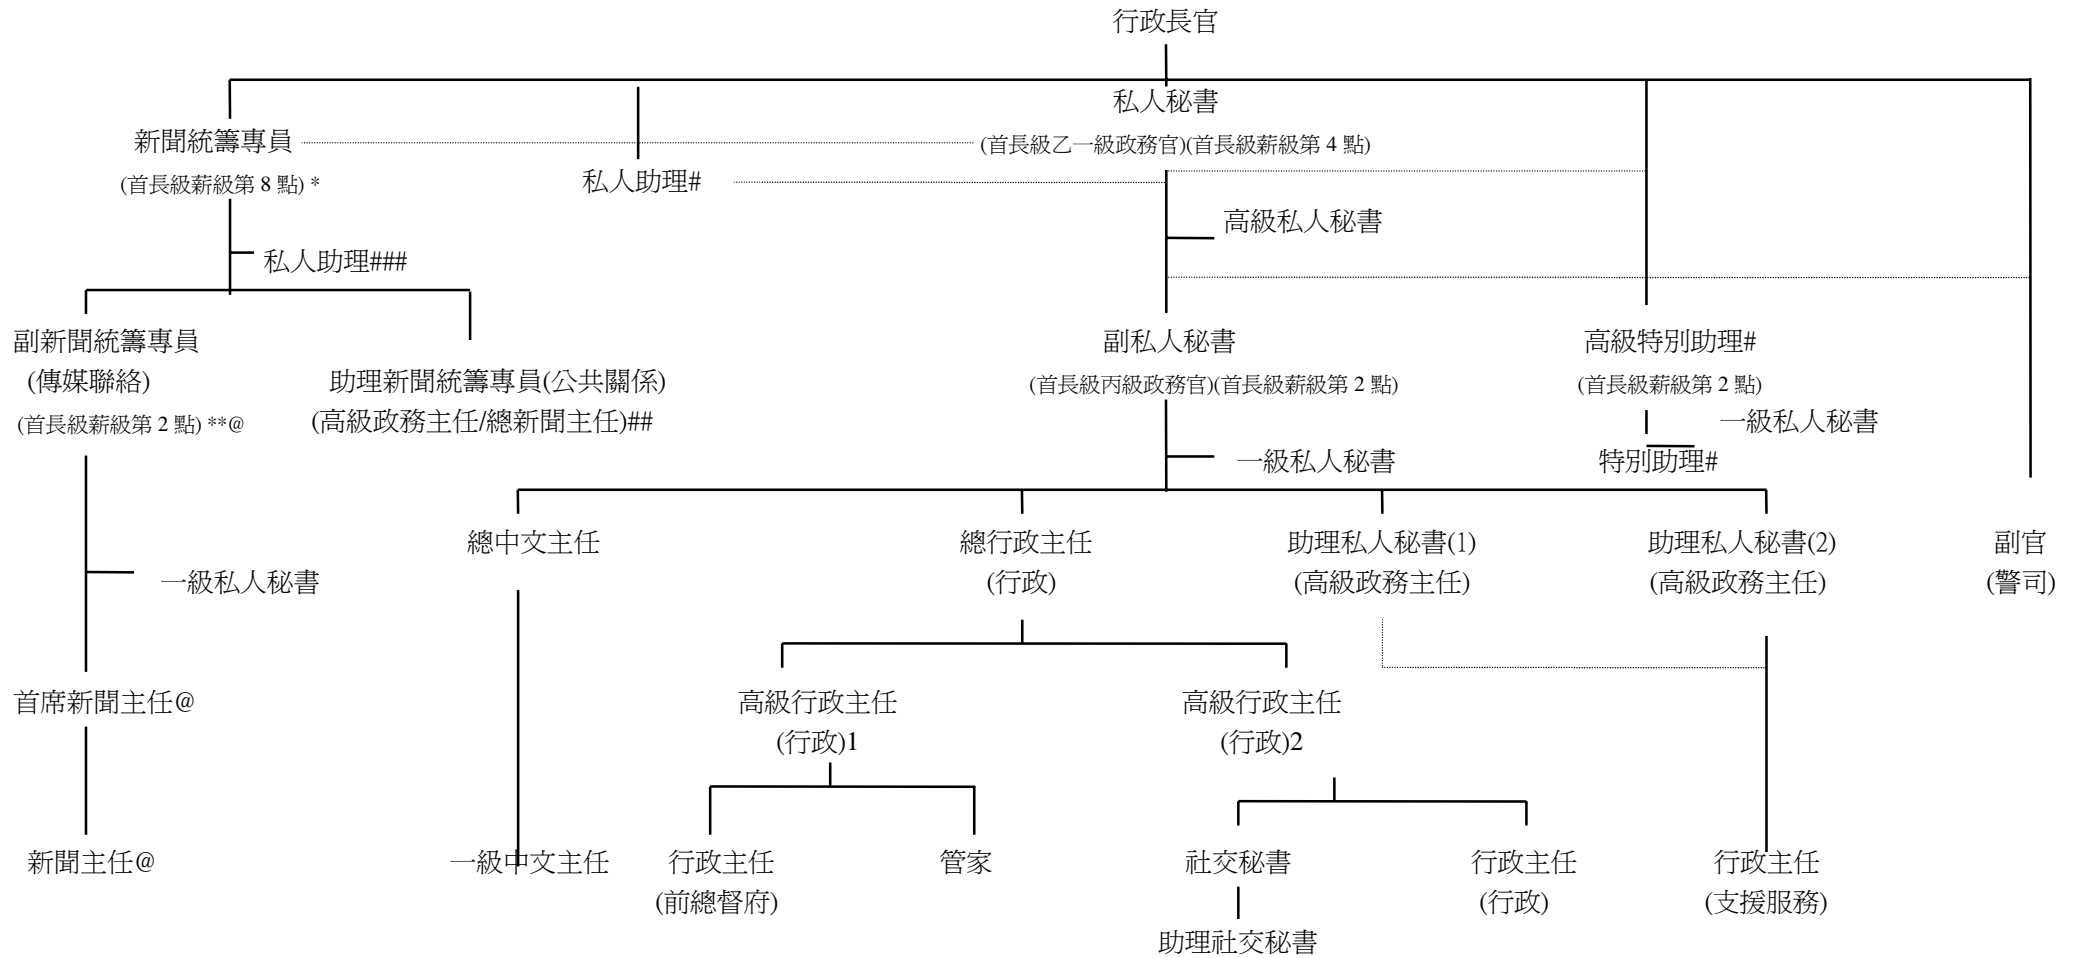 行政長官
私人秘書
(首長級乙一級政務官)(首長級薪級第 4 點)
新聞統籌專員
(首長級薪級第 8 點) *
私人助理#
高級私人秘書
私人助理###
副新聞統籌專員
(傳媒聯絡)
(首長級薪級第 2 點) **@
助理新聞統籌專員(公共關係)
(高級政務主任/總新聞主任)##
副私人秘書
(首長級丙級政務官)(首長級薪級第 2 點)
高級特別助理#
(首長級薪級第 2 點)
一級私人秘書
一級私人秘書
特別助理#
總中文主任
總行政主任
(行政)
助理私人秘書(1)
(高級政務主任)
助理私人秘書(2)
(高級政務主任)
副官
(警司)
一級私人秘書
首席新聞主任@
高級行政主任
(行政)1
高級行政主任
(行政)2
新聞主任@
一級中文主任
行政主任
(前總督府)
管家
社交秘書
行政主任
(行政)
行政主任
(支援服務)
助理社交秘書